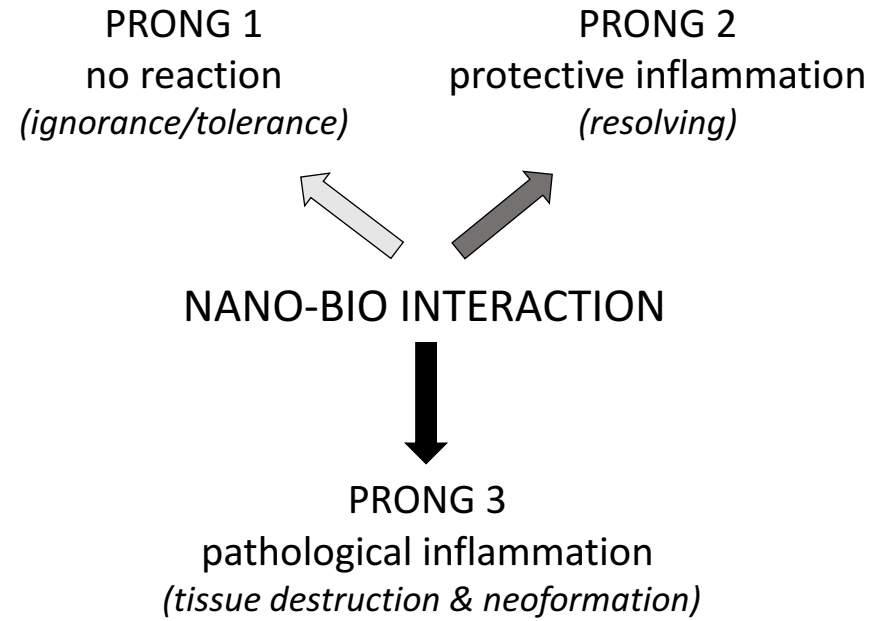 PRONG 1
no reaction
(ignorance/tolerance)
PRONG 2
protective inflammation
(resolving)
NANO-BIO INTERACTION
PRONG 3
pathological inflammation
(tissue destruction & neoformation)